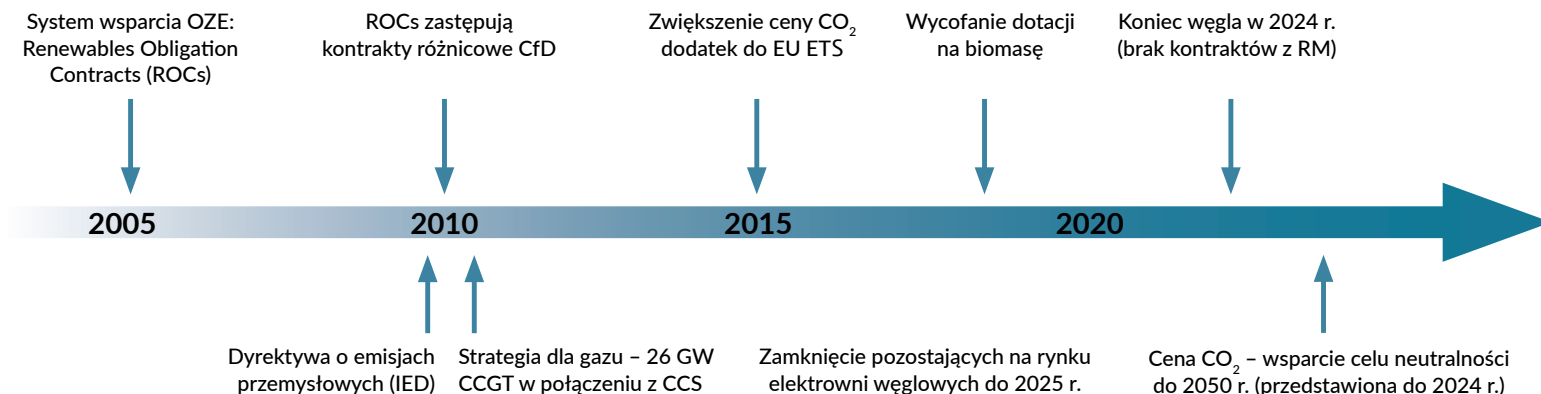 System wsparcia OZE:
Renewables Obligation
Contracts (ROCs)
ROCs zastępują
kontrakty różnicowe CfD
Zwiększenie ceny CO₂
dodatek do EU ETS
Wycofanie dotacji
na biomasę
Koniec węgla w 2024 r.
(brak kontraktów z RM)
2005
2010
2015
2020
Dyrektywa o emisjach
przemysłowych (IED)
Strategia dla gazu – 26 GW
CCGT w połączeniu z CCS
Zamknięcie pozostających na rynku
elektrowni węglowych do 2025 r.
Cena CO₂ – wsparcie celu neutralności
do 2050 r. (przedstawiona do 2024 r.)